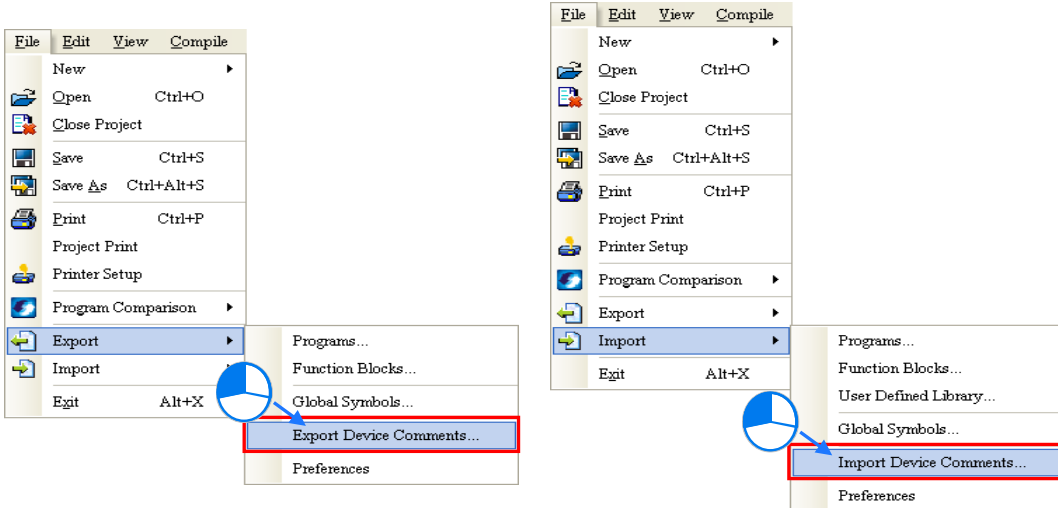 File Edit View Compile
New
Open Ctrl+O
Close Project
Save Ctrl+S
Save As Ctrl+Alt+S
Print Ctrl+P
Project Print
Printer Setup
Program Comparison
Export
Import
Exit Alt+X
Programs...
Function Blocks...
Global Symbols...
Export Device Comments...
Preferences
File Edit View Compile
New
Open Ctrl+O
Close Project
Save Ctrl+S
Save As Ctrl+Alt+S
Print Ctrl+P
Project Print
Printer Setup
Program Comparison
Export
Import
Exit Alt+X
Programs...
Function Blocks...
User Defined Library...
Global Symbols...
Import Device Comments...
Preferences